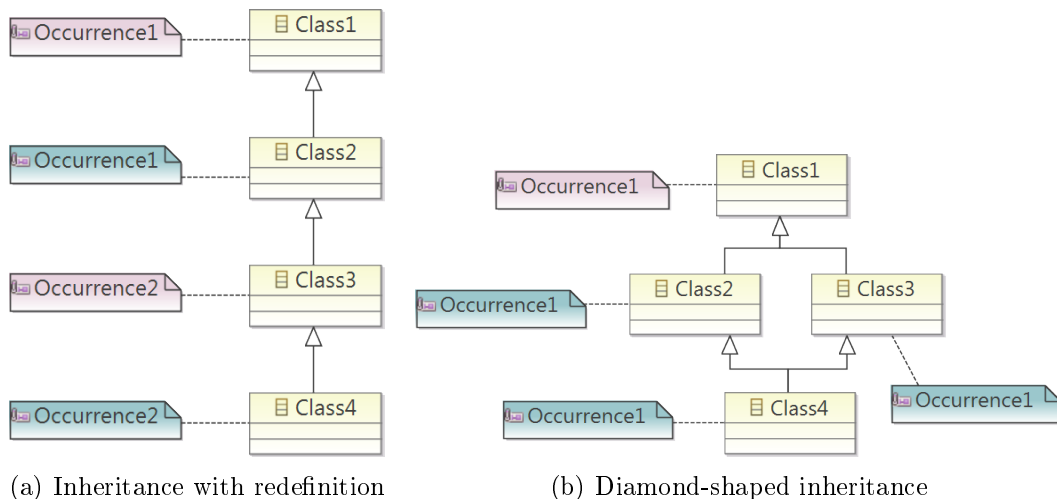 Occurrence1
Class1
Occurrence1
Class2
Occurrence2
Class3
Occurrence2
Class4
(a) Inheritance with redefinition
Occurrence1
Class1
Occurrence1
Class2
Class3
Occurrence1
Class4
Occurrence1
(b) Diamond-shaped inheritance